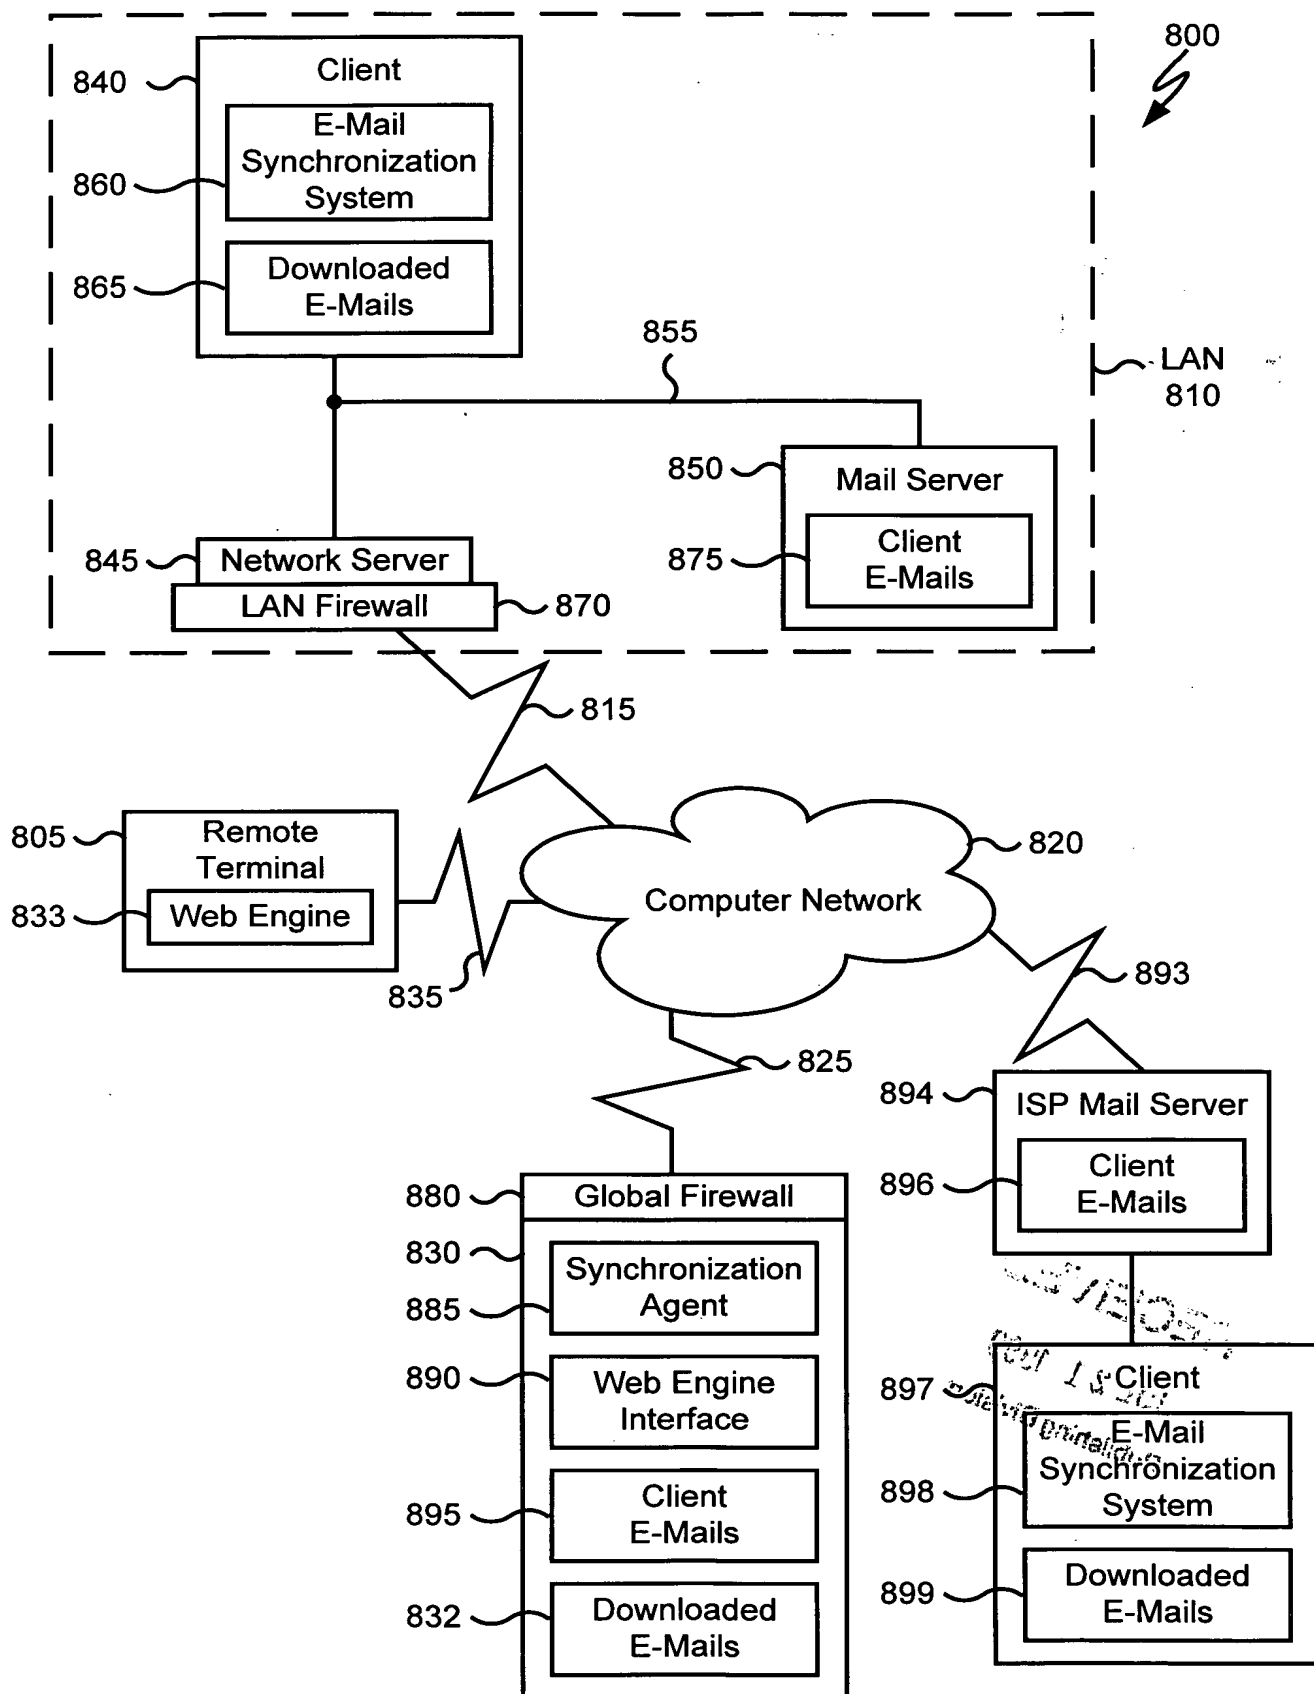 800
840
Client
E-Mail
Synchronization
System
860
Downloaded
E-Mails
865
855
LAN
810
850
Mail Server
Client
E-Mails
875
845
Network Server
LAN Firewall
870
815
805
Remote
Terminal
833
Web Engine
835
820
Computer Network
893
825
894
ISP Mail Server
Client
E-Mails
896
880
Global Firewall
830
Synchronization
Agent
885
890
Web Engine
Interface
895
Client
E-Mails
832
Downloaded
E-Mails
897
Client
E-Mail
Synchronization
System
898
Downloaded
E-Mails
899